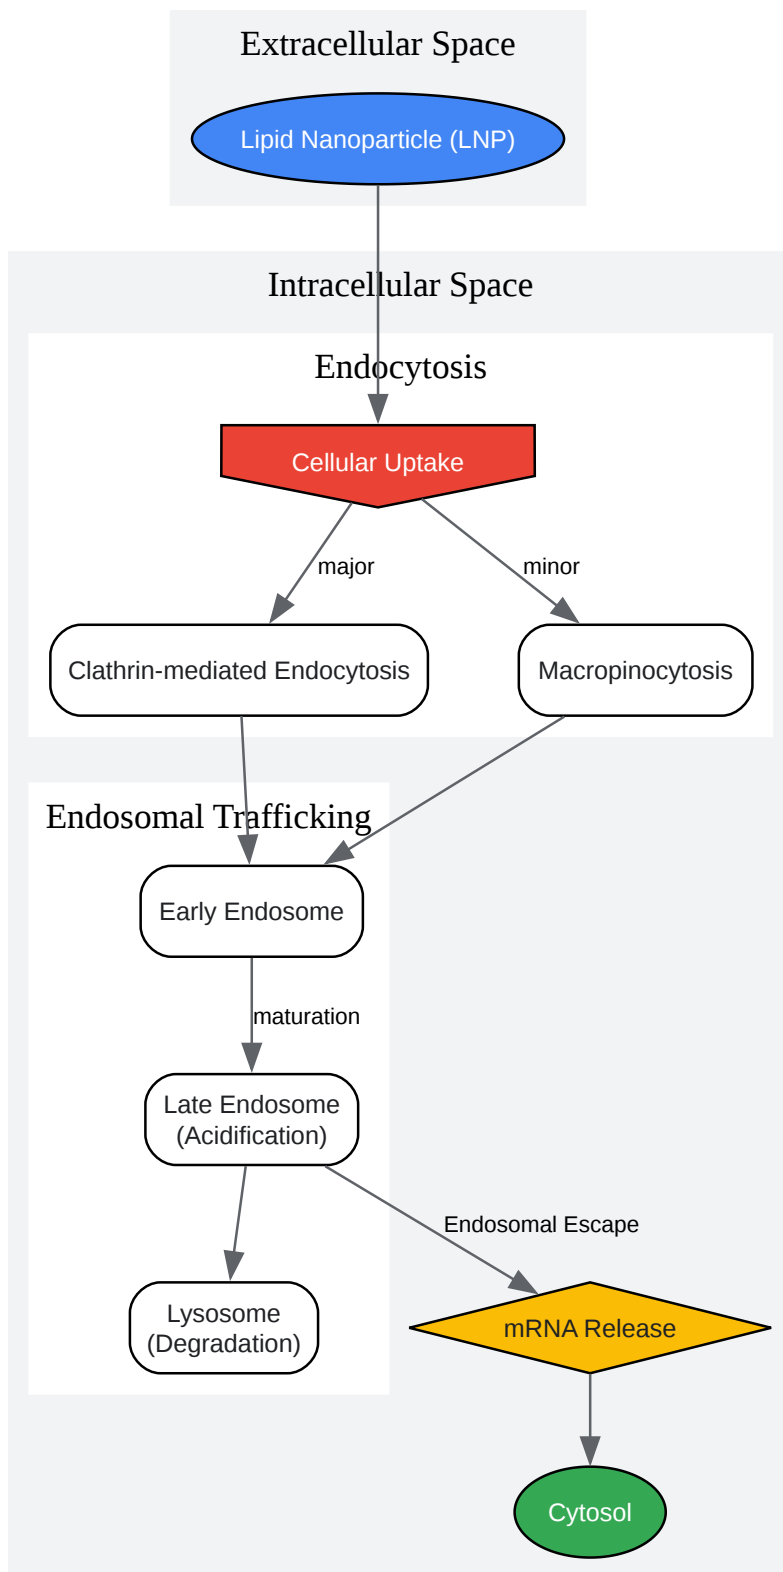 Extracellular Space
Lipid Nanoparticle (LNP)
Intracellular Space
Endocytosis
Cellular Uptake
major
minor
Clathrin-mediated Endocytosis
Macropinocytosis
Endosomal Trafficking
Early Endosome
maturation
Late Endosome
(Acidification)
Endosomal Escape
Lysosome
(Degradation)
mRNA Release
Cytosol